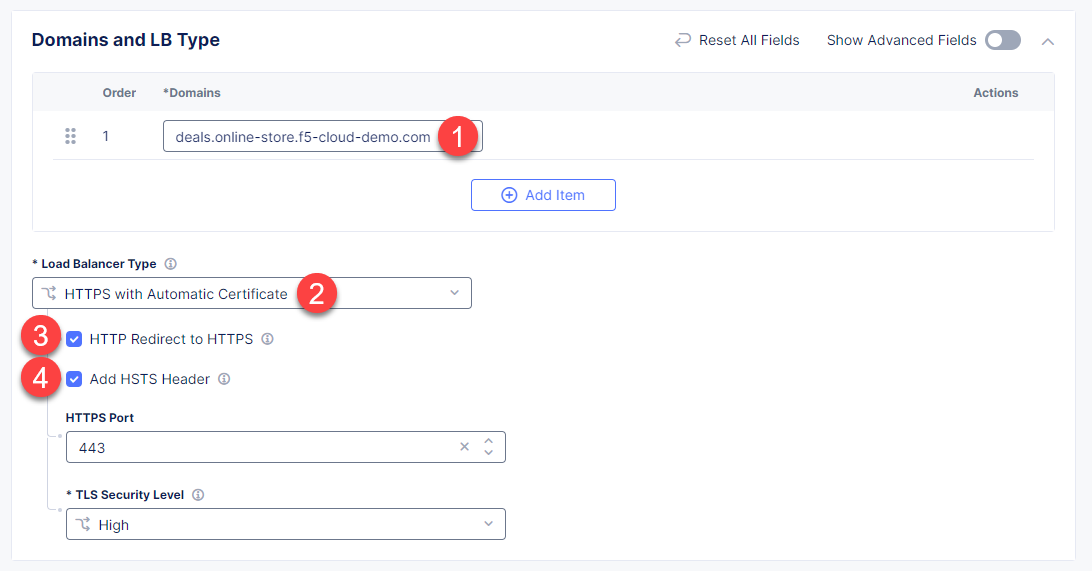 Domains and LB Type Reset All Fields Show Advanced Fields
Order *Domains Actions
1 deals.online-store.f5-cloud-demo.com 1
Add Item
* Load Balancer Type
HTTPS with Automatic Certificate 2
3 HTTP Redirect to HTTPS
4 Add HSTS Header
HTTPS Port
443
* TLS Security Level
High